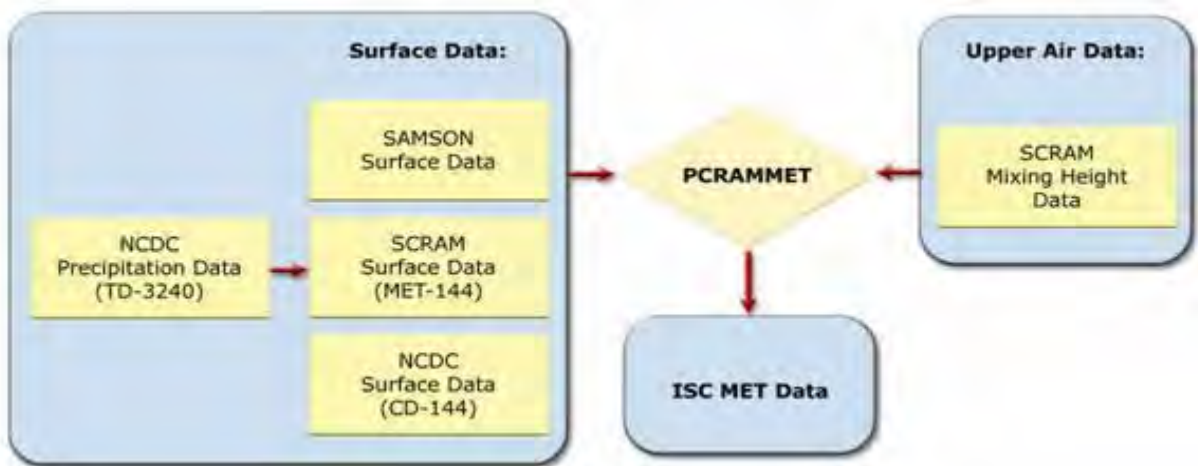 Surface Data:
SAMSON
Surface Data
NCDC
Precipitation Data
(TD-3240)
SCRAM
Surface Data
(MET-144)
NCDC
Surface Data
(CD-144)
PCRAMMET
ISC MET Data
Upper Air Data:
SCRAM
Mixing Height
Data